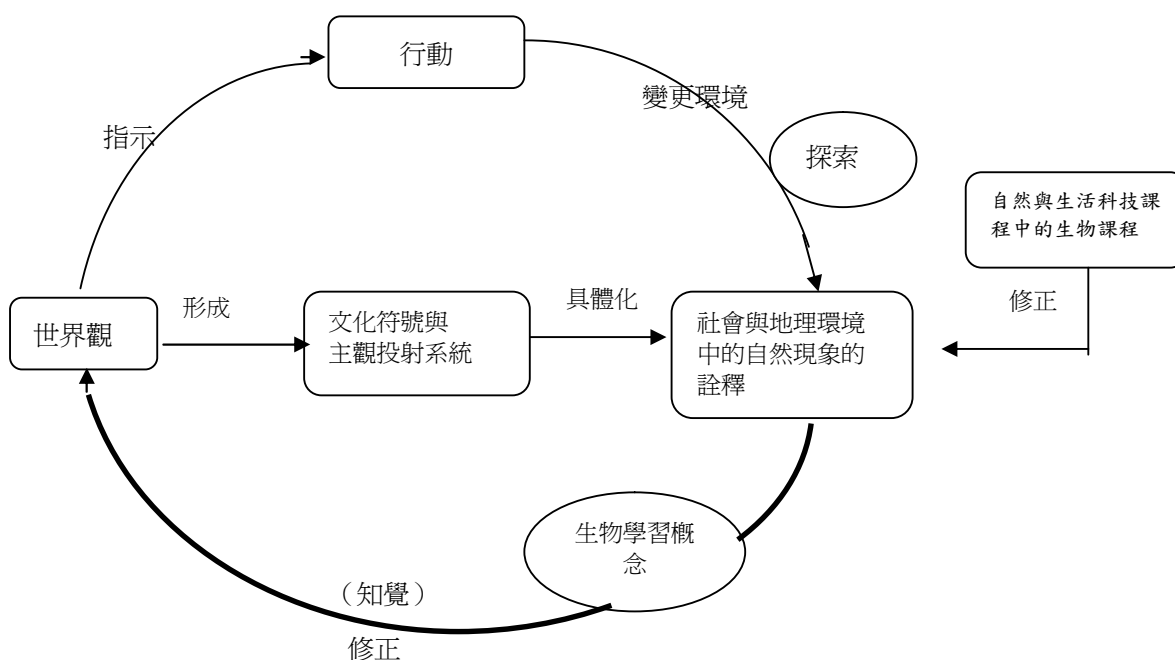 行動
變更環境
指示
探索
自然與生活科技課
程中的生物課程
修正
形成
具體化
世界觀
文化符號與
主觀投射系統
社會與地理環境
中的自然現象的
詮釋
生物學習概
念
（知覺）
修正